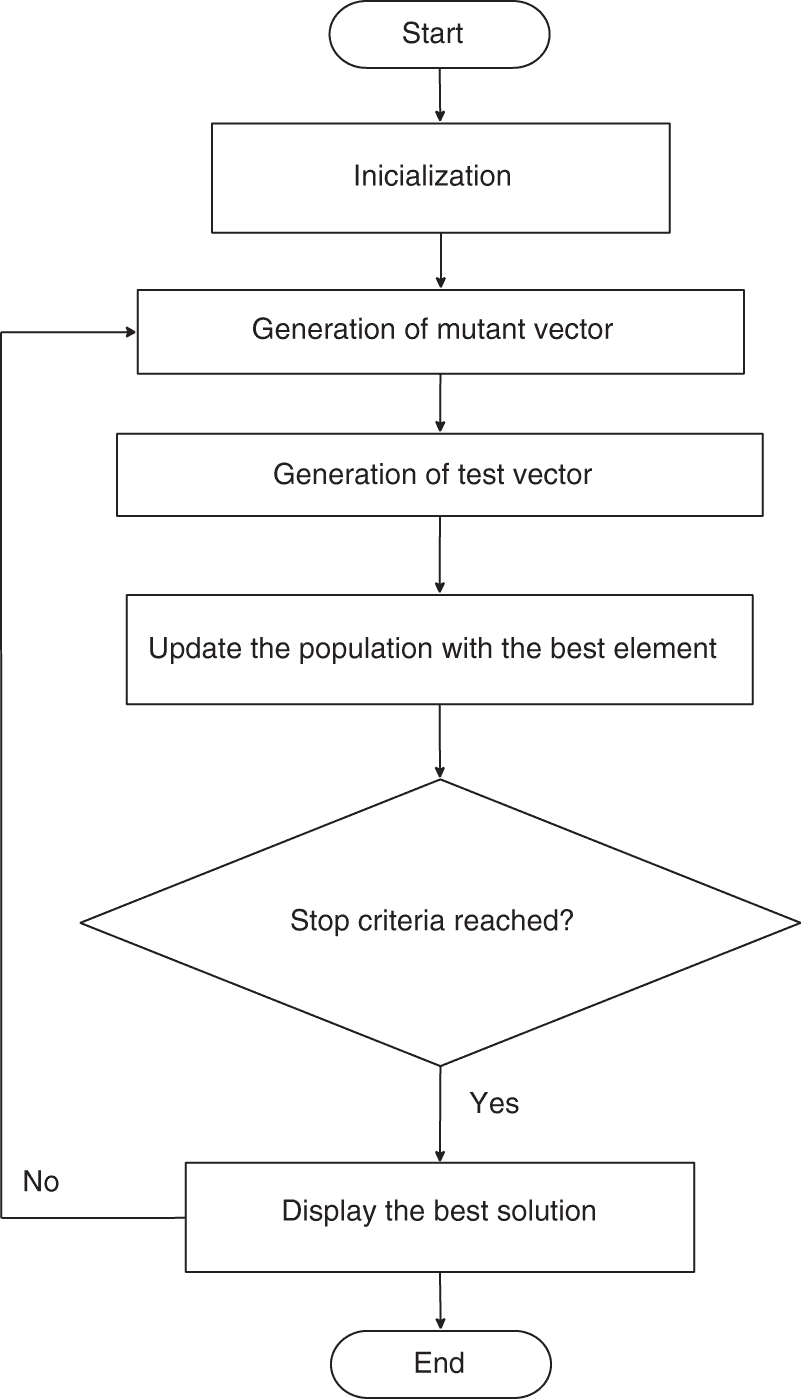 Start
Inicialization
Generation of mutant vector
Generation of test vector
Update the population with the best element
Stop criteria reached?
Yes
No
Display the best solution
End